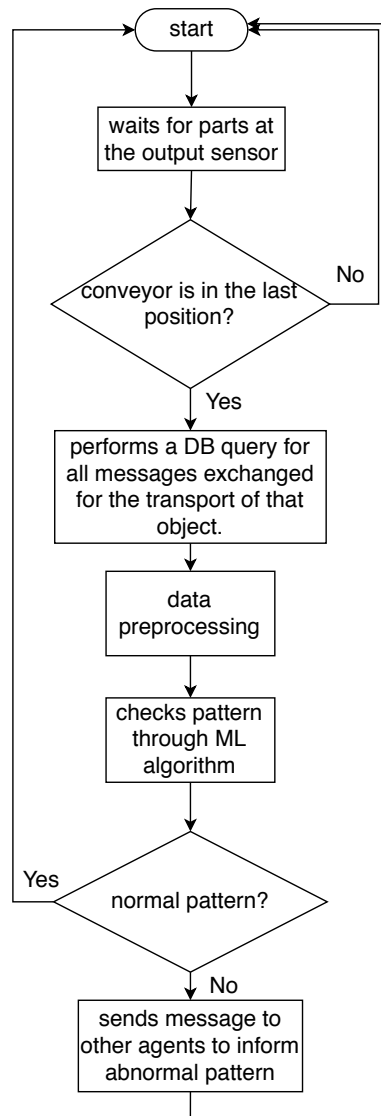 start
waits for parts at
the output sensor
conveyor is in the last
position?
No
Yes
performs a DB query for
all messages exchanged
for the transport of that
object.
data
preprocessing
checks pattern
through ML
algorithm
Yes
normal pattern?
No
sends message to
other agents to inform
abnormal pattern